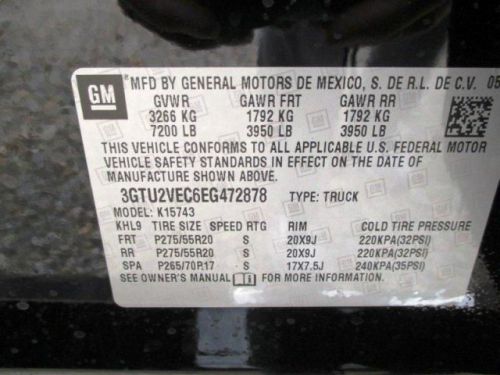 GM MFD BY GENERAL MOTORS DE MEXICO, S. DE R.L. DE C.V. 05
GVWR GAWR FRT GAWR RR
3266 KG 1792 KG 1792 KG
7200 LB 3950 LB 3950 LB
THIS VEHICLE CONFORMS TO ALL APPLICABLE U.S. FEDERAL MOTOR
VEHICLE SAFETY STANDARDS IN EFFECT ON THE DATE OF
MANUFACTURE SHOWN ABOVE.
3GTU2VEC6EG472878 TYPE: TRUCK
MODEL: K15743
KHL9 TIRE SIZE SPEED RTG RIM COLD TIRE PRESSURE
FRT P275/55R20 S 20X9J 220KPA(32PSI)
RR P275/55R20 S 20X9J 220KPA(32PSI)
SPA P265/70R17 S 17X7.5J 240KPA(35PSI)
SEE OWNER'S MANUAL FOR MORE INFORMATION.